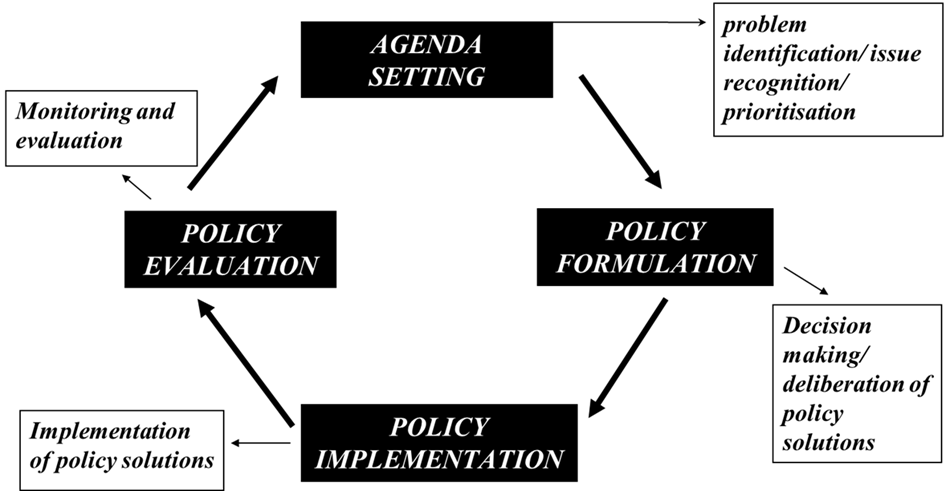 AGENDA
SETTING
problem
identification/ issue
recognition/
prioritisation
Monitoring and
evaluation
POLICY
EVALUATION
POLICY
FORMULATION
Decision
making/
deliberation of
policy
solutions
POLICY
IMPLEMENTATION
Implementation
of policy solutions